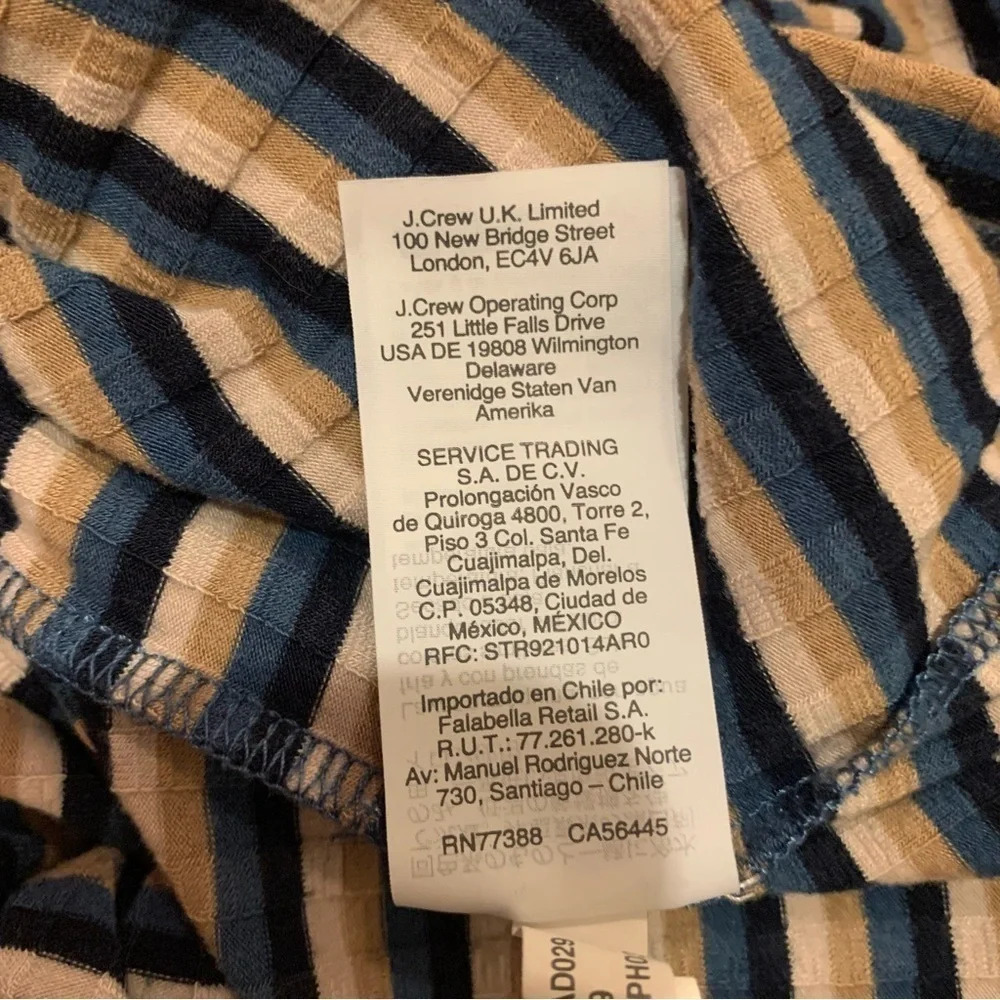 J.Crew U.K. Limited
100 New Bridge Street
London, EC4V 6JA
J.Crew Operating Corp
251 Little Falls Drive
USA DE 19808 Wilmington
Delaware
Verenidge Staten Van
Amerika
SERVICE TRADING
S.A. DE C.V.
Prolongación Vasco
de Quiroga 4800, Torre 2,
Piso 3 Col. Santa Fe
Cuajimalpa, Del.
Cuajimalpa de Morelos
C.P. 05348, Ciudad de
México, MÉXICO
RFC: STR921014AR0
Importado en Chile por:
Falabella Retail S.A.
R.U.T.: 77.261.280-k
Av: Manuel Rodriguez Norte
730, Santiago – Chile
RN77388 CA56445
AD029